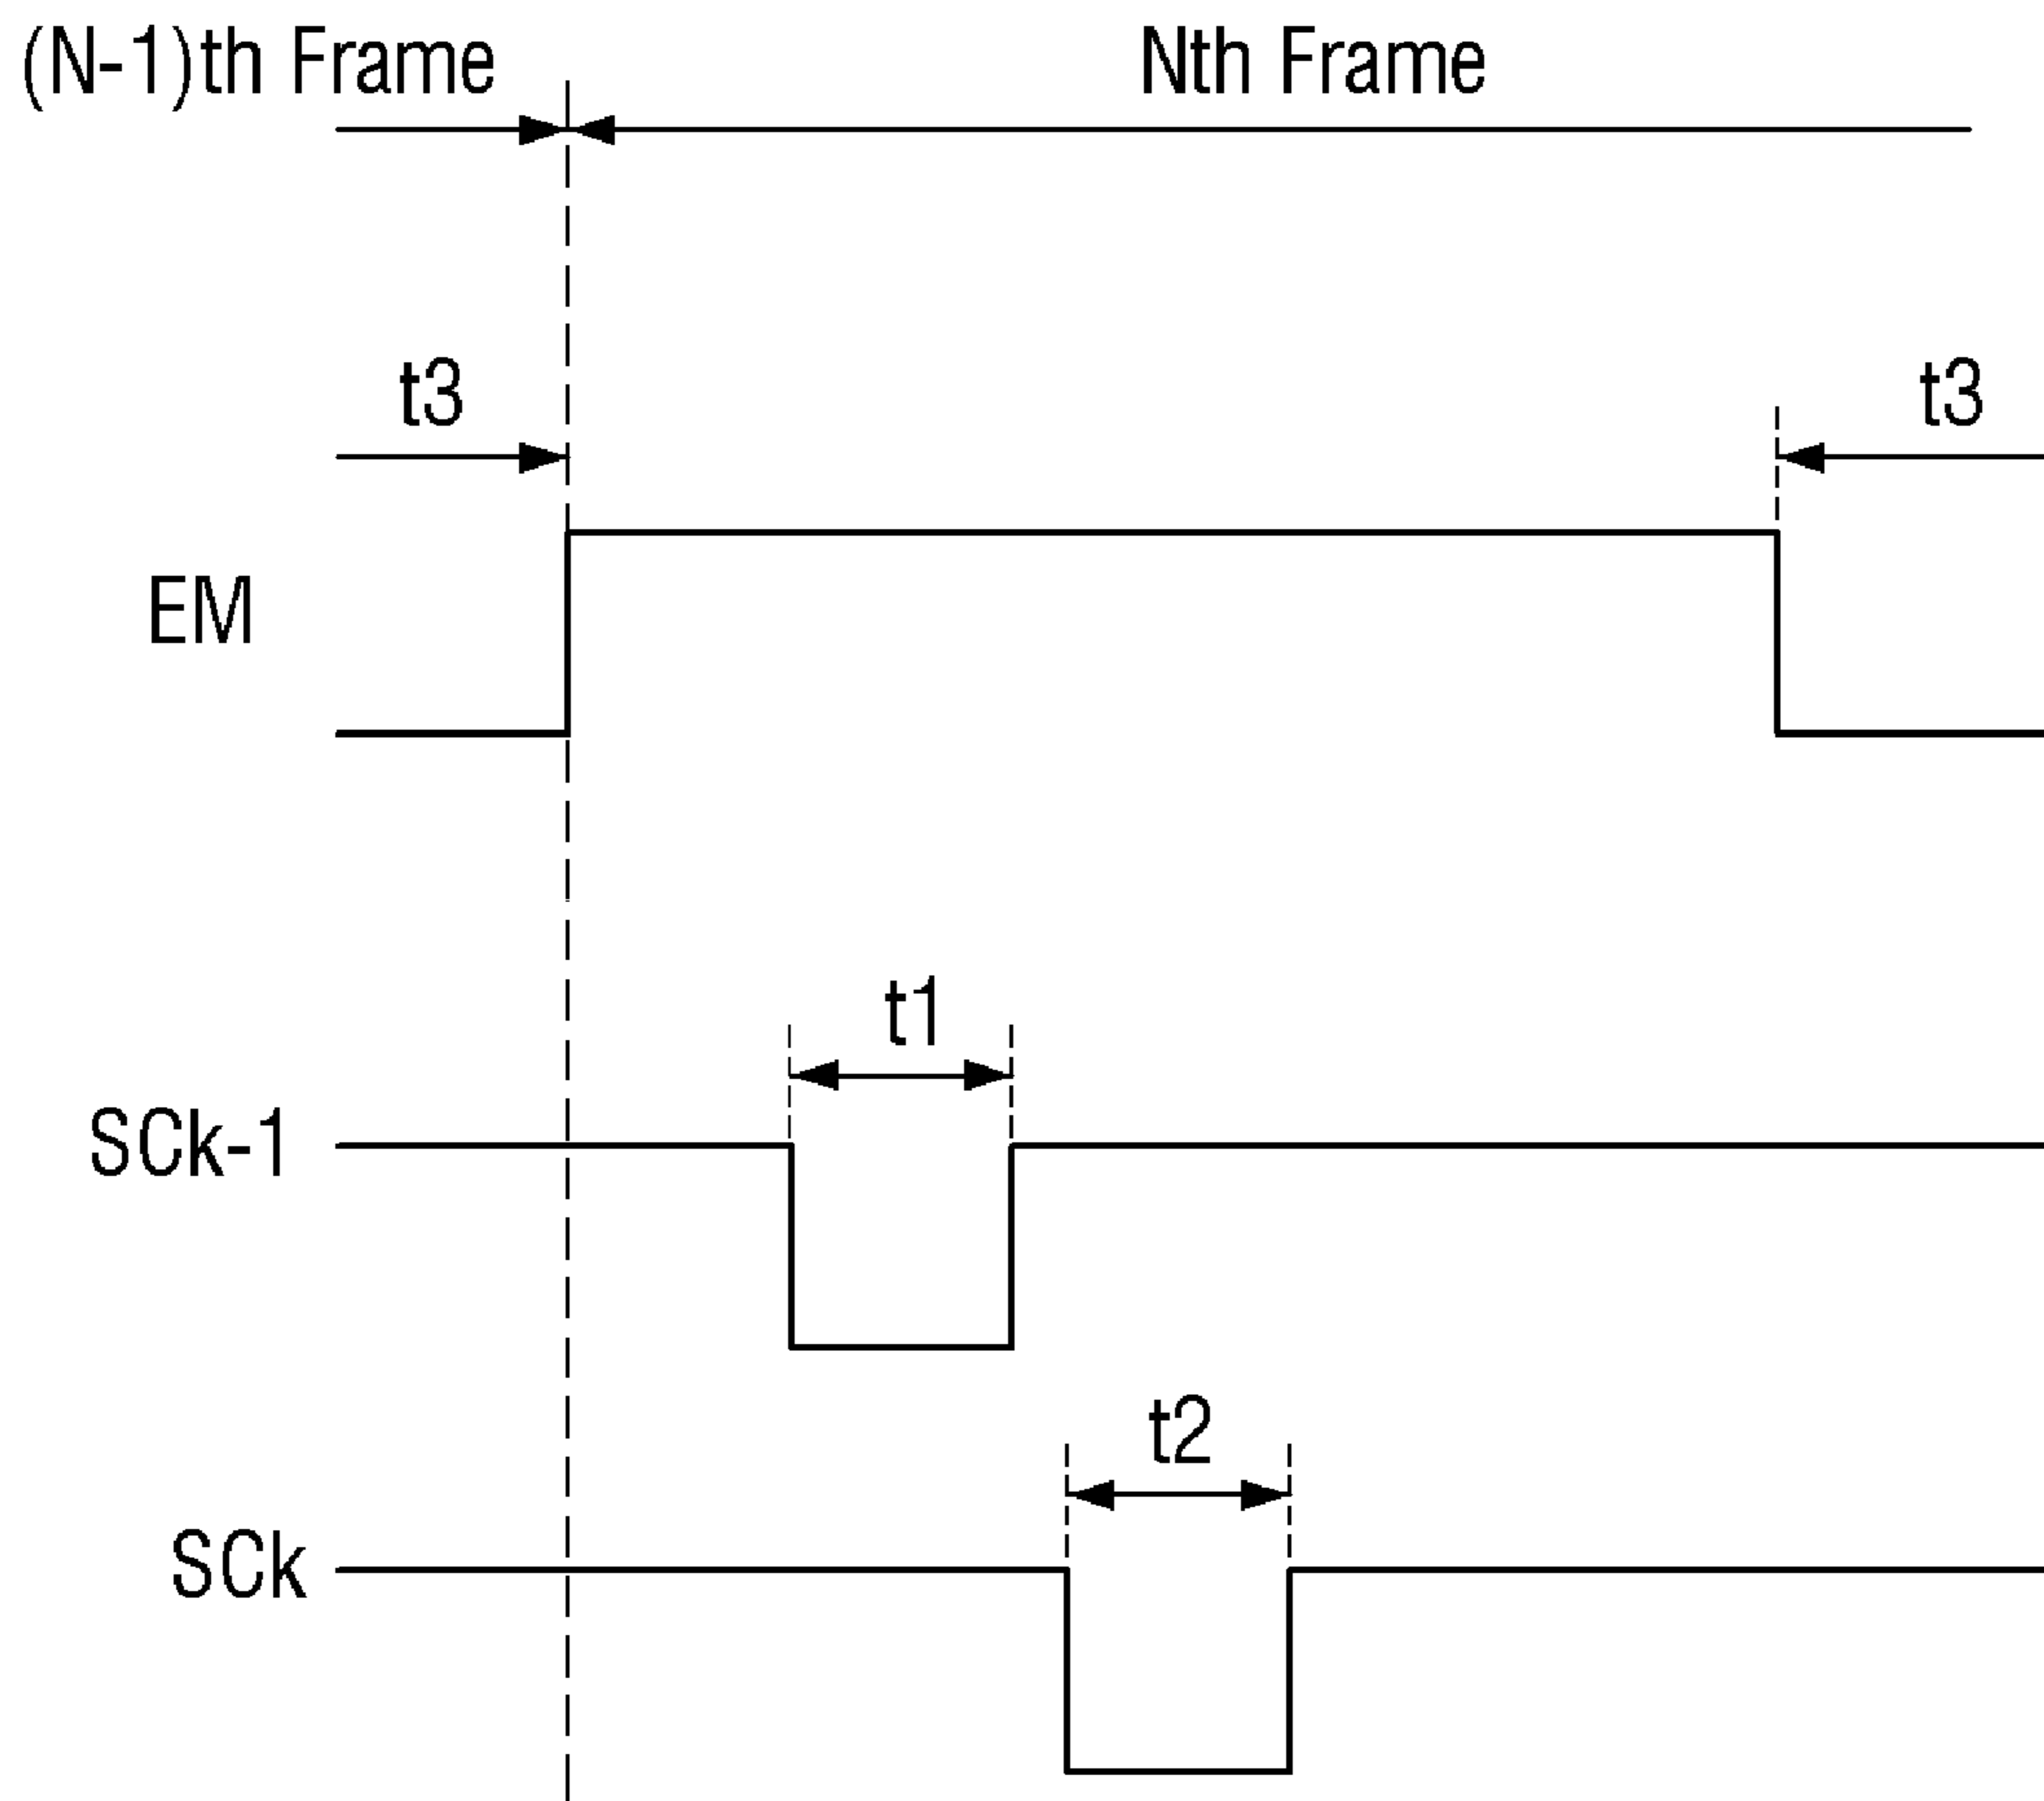 (N-1)th Frame
Nth Frame
t3
t3
EM
t1
SCk-1
t2
SCk